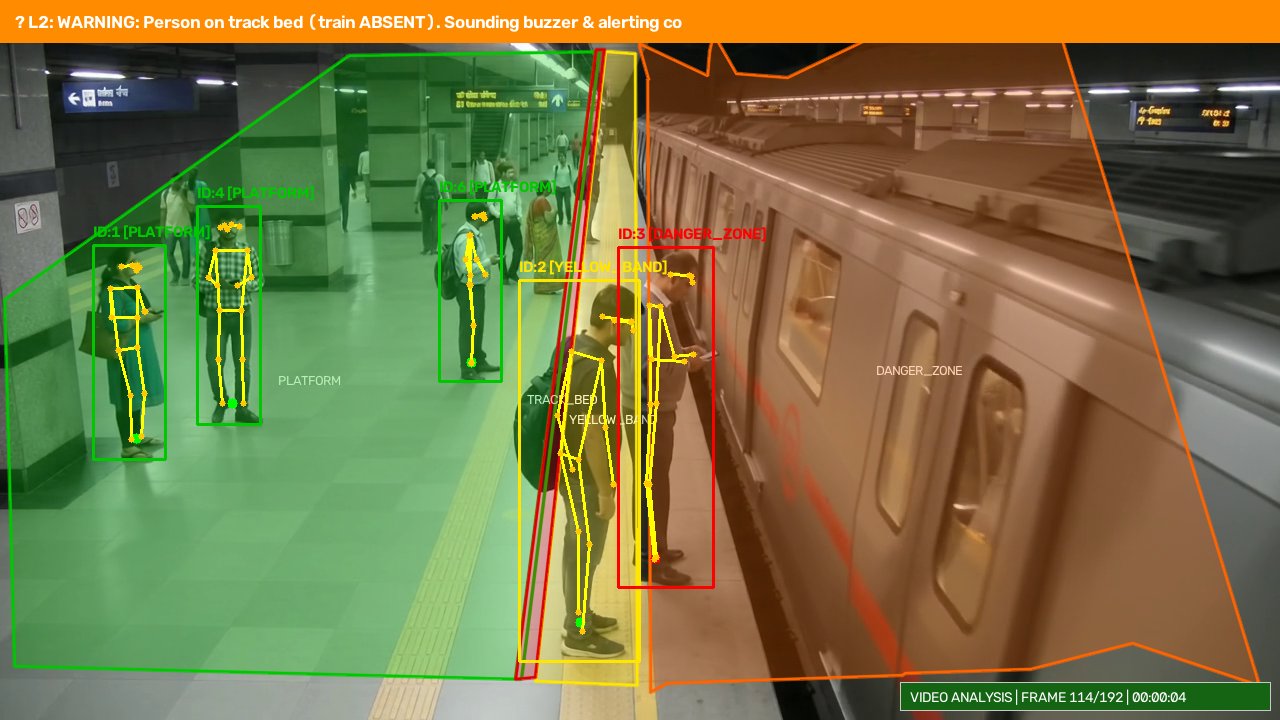 ? L2: WARNING: Person on track bed (train ABSENT). Sounding buzzer & alerting co
ID:6 [PLATFORM]
ID:4 [PLATFORM]
ID:1 [PLATFORM]
ID:3 [DANGER_ZONE]
ID:2 [YELLOW_BAND]
DANGER_ZONE
PLATFORM
TRACK_BED
YELLOW_BAND
VIDEO ANALYSIS | FRAME 114/192 | 00:00:04